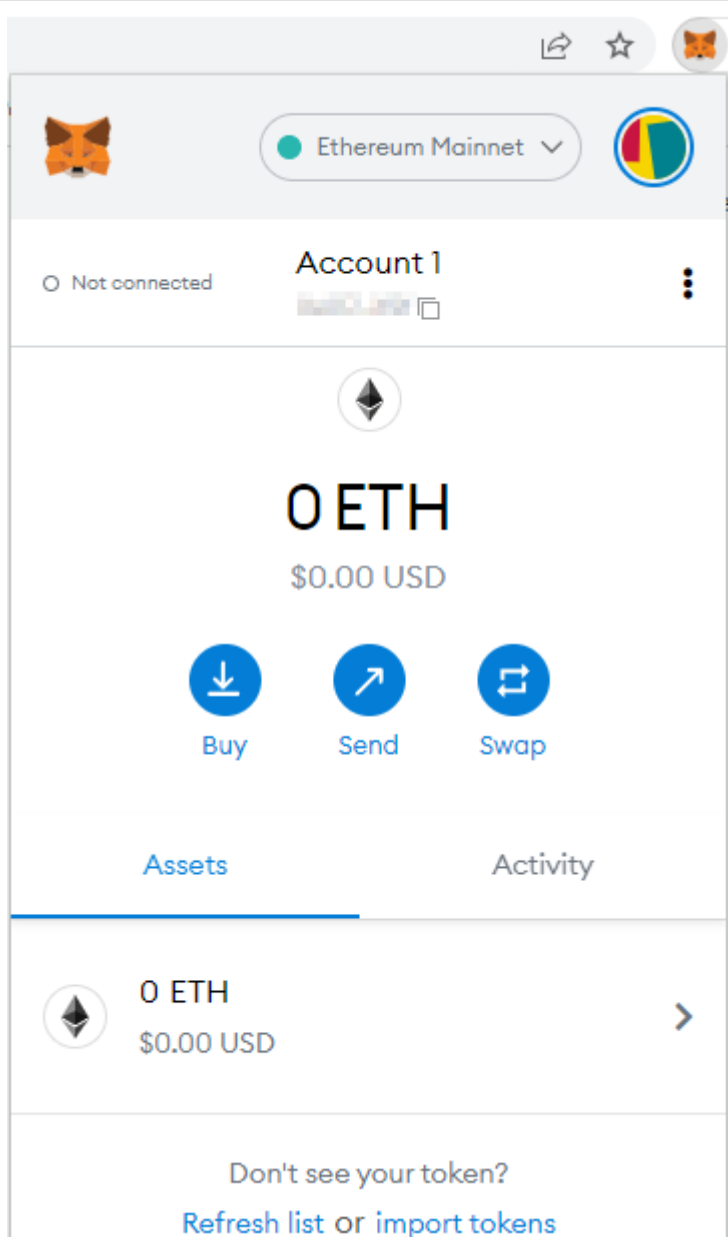 Ethereum Mainnet
Not connected
Account 1
0 ETH
$0.00 USD
Buy
Send
Swap
Assets
Activity
0 ETH
$0.00 USD
Don't see your token?
Refresh list or import tokens